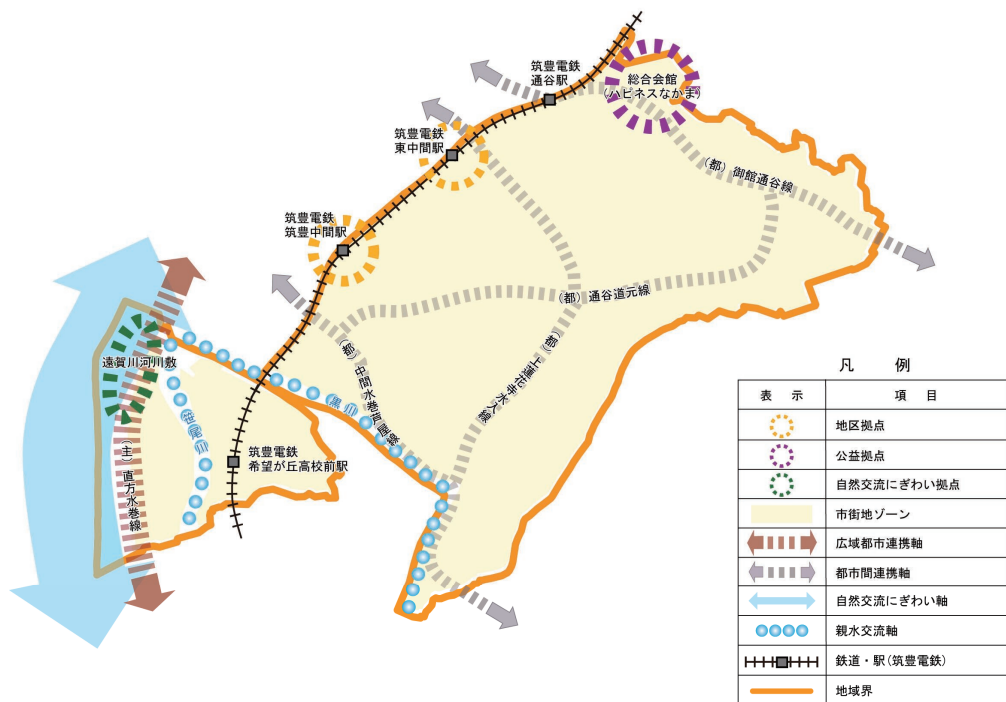 筑豊電鉄
通谷駅
総合会館
(ハピネスなかま)
筑豊電鉄
東中間駅
(都)御館通谷線
筑豊電鉄
筑豊中間駅
(都)通谷道元線
(都)上蓮花寺水入線
(都)中間水巻芦屋線
遠賀川河川敷
黒川
笹尾川
(主)直方水巻線
筑豊電鉄
希望が丘高校前駅
凡 例
表 示 項 目
地区拠点
公益拠点
自然交流にぎわい拠点
市街地ゾーン
広域都市連携軸
都市間連携軸
自然交流にぎわい軸
親水交流軸
鉄道・駅(筑豊電鉄)
地域界